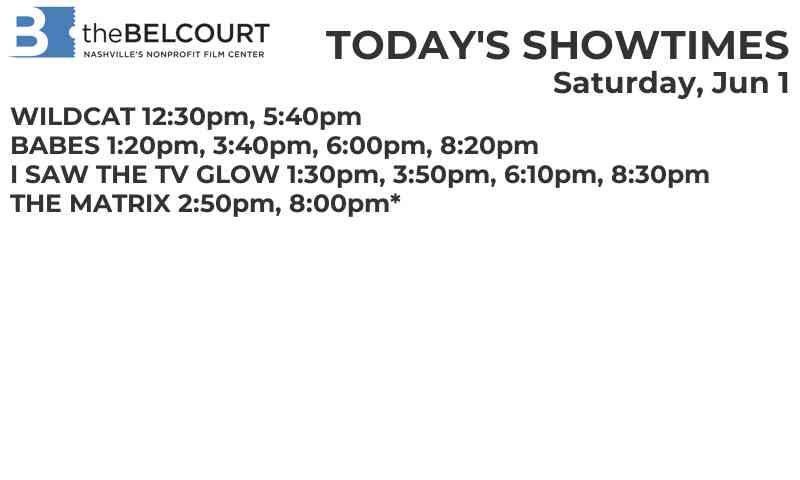 B theBELCOURT
NASHVILLE'S NONPROFIT FILM CENTER
TODAY'S SHOWTIMES
Saturday, Jun 1
WILDCAT 12:30pm, 5:40pm
BABES 1:20pm, 3:40pm, 6:00pm, 8:20pm
I SAW THE TV GLOW 1:30pm, 3:50pm, 6:10pm, 8:30pm
THE MATRIX 2:50pm, 8:00pm*